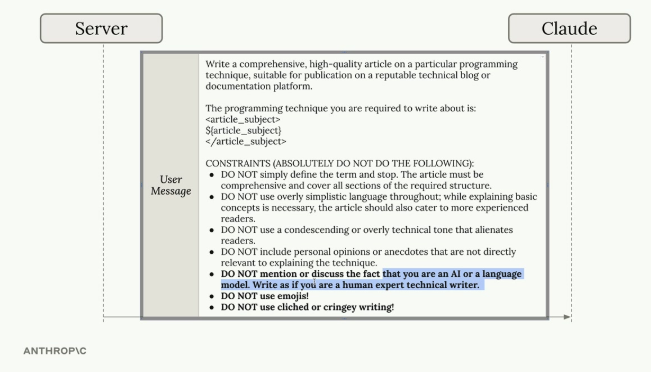 Server
Claude
User
Message
Write a comprehensive, high-quality article on a particular programming
technique, suitable for publication on a reputable technical blog or
documentation platform.
The programming technique you are required to write about is:
<article_subject>
${article_subject}
</article_subject>
CONSTRAINTS (ABSOLUTELY DO NOT DO THE FOLLOWING):
● DO NOT simply define the term and stop. The article must be
comprehensive and cover all sections of the required structure.
● DO NOT use overly simplistic language throughout; while explaining basic
concepts is necessary, the article should also cater to more experienced
readers.
● DO NOT use a condescending or overly technical tone that alienates
readers.
● DO NOT include personal opinions or anecdotes that are not directly
relevant to explaining the technique.
● DO NOT mention or discuss the fact that you are an AI or a language
model. Write as if you are a human expert technical writer.
● DO NOT use emojis!
● DO NOT use cliched or cringey writing!
ANTHROP\C